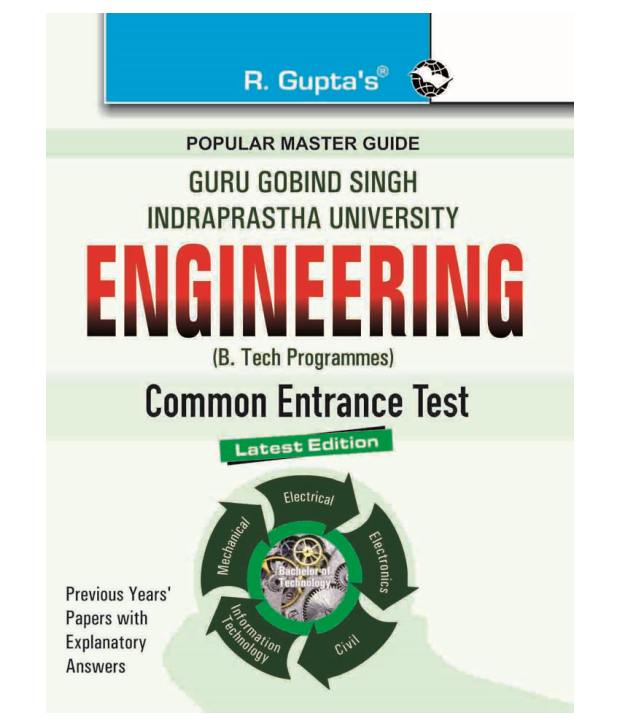 R. Gupta's®
POPULAR MASTER GUIDE
GURU GOBIND SINGH
INDRAPRASTHA UNIVERSITY
ENGINEERING
(B. Tech Programmes)
Common Entrance Test
Latest Edition
Electrical
Electronics
Civil
Information
Technology
Mechanical
Bachelor of
Technology
Previous Years'
Papers with
Explanatory
Answers